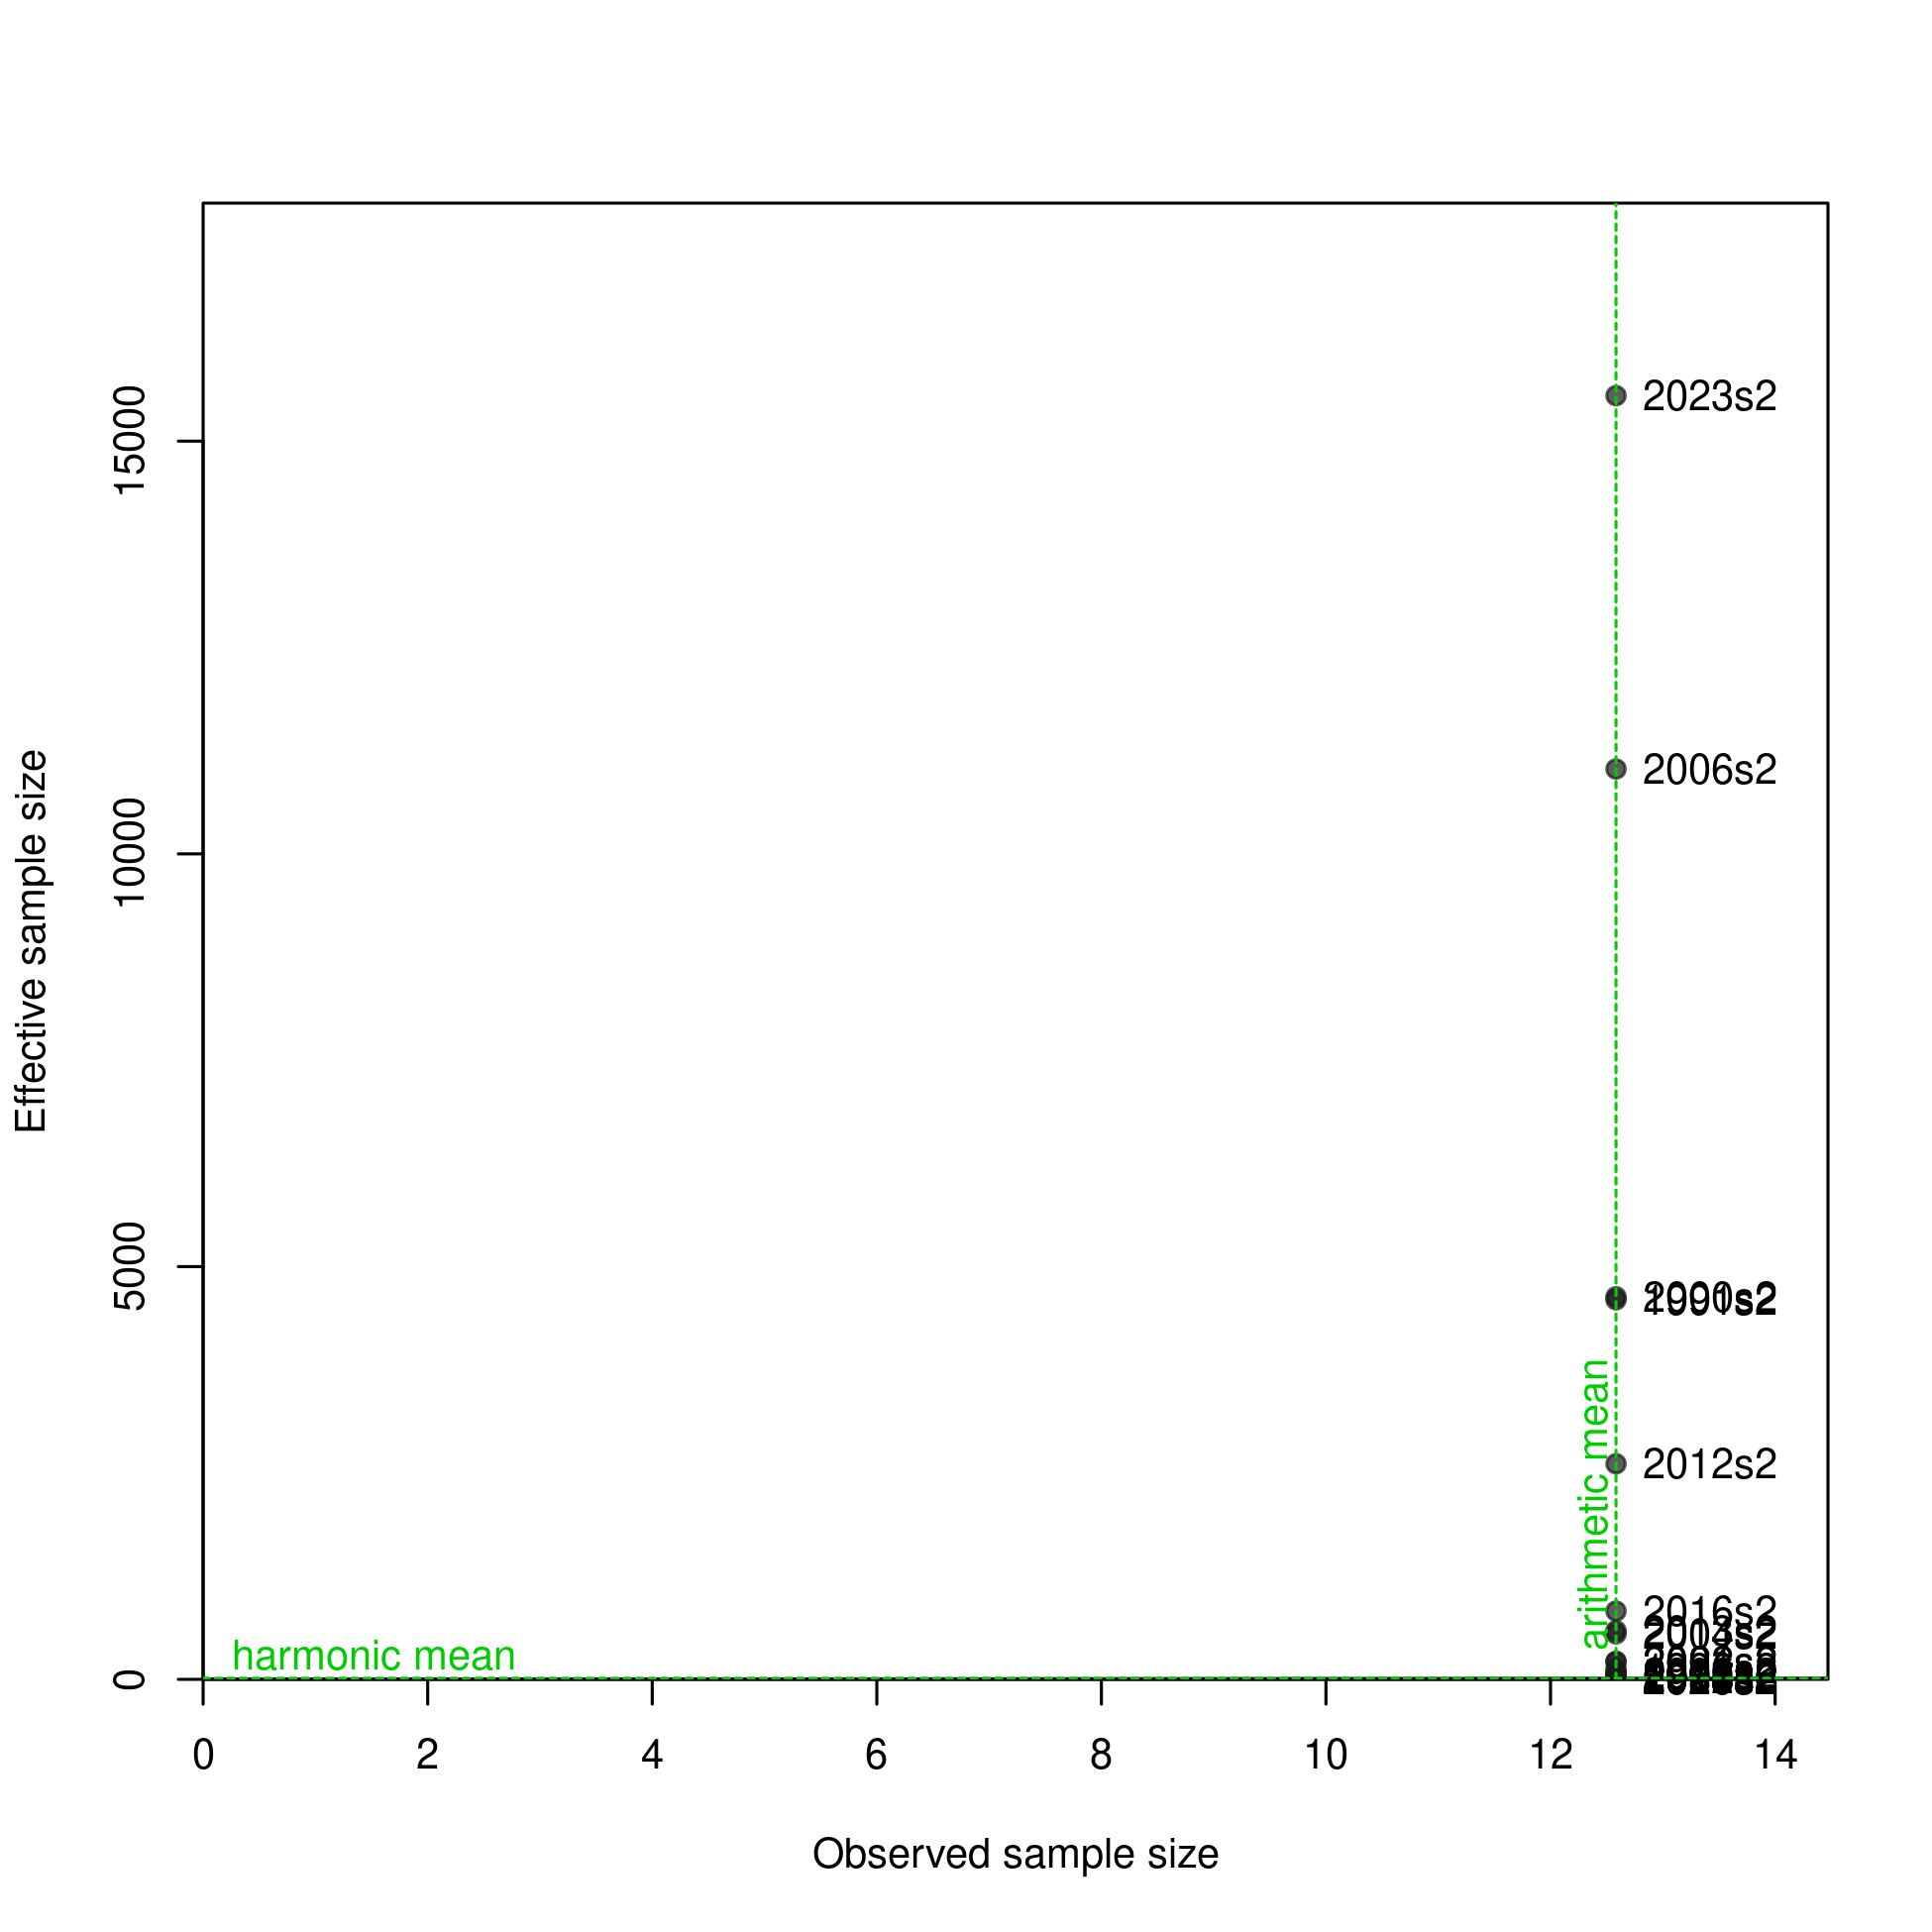 15000
10000
5000
0
Effective sample size
2023s2
2006s2
1991s2
2012s2
2016s2
arithmetic mean
harmonic mean
0 2 4 6 8 10 12 14
Observed sample size